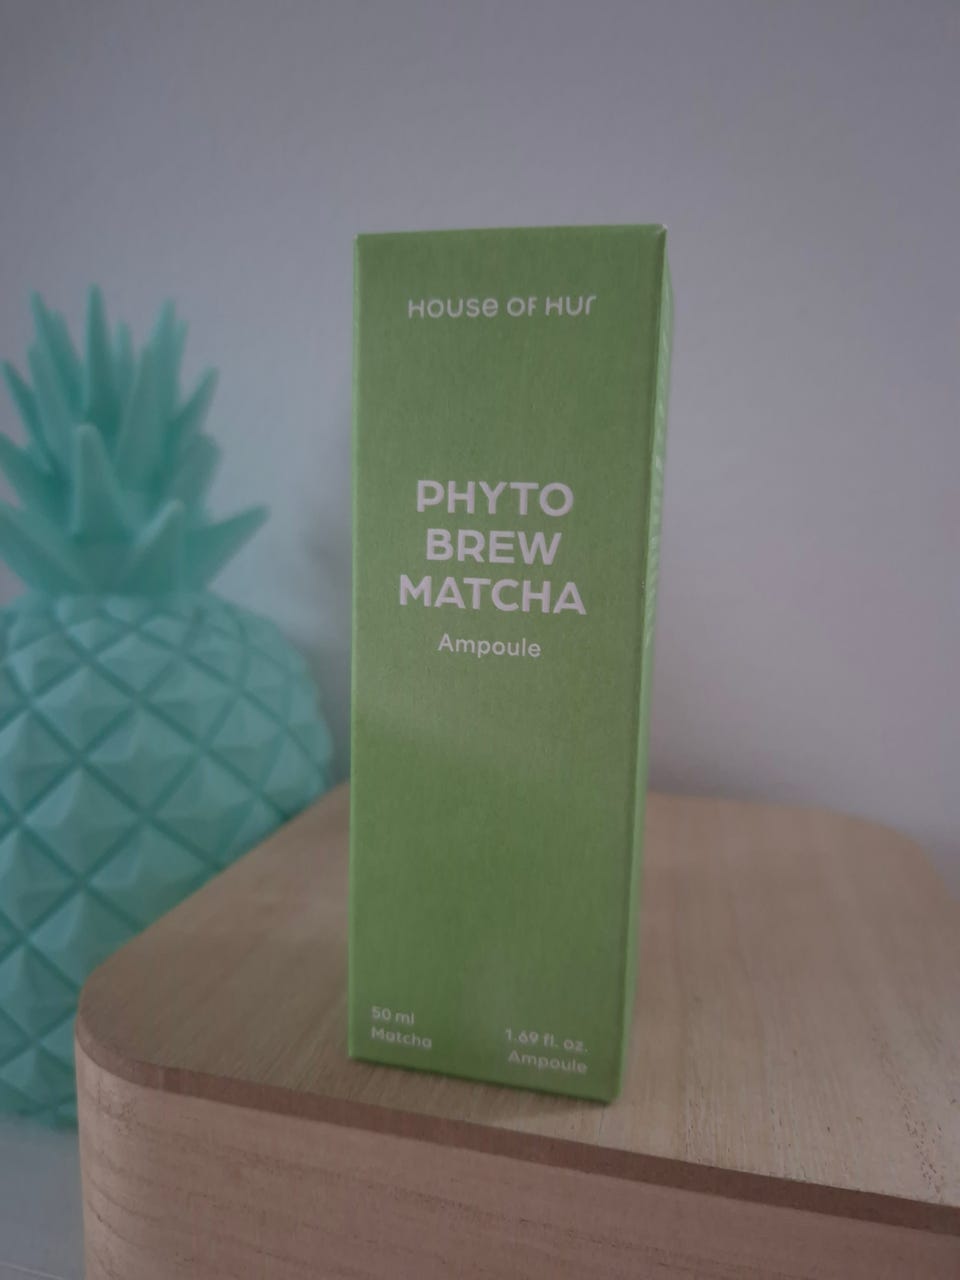 HOUSe OF HUr
PHYTO
BREW
MATCHA
Ampoule
50 ml
Matcha
1.69 fl. oz.
Ampoule